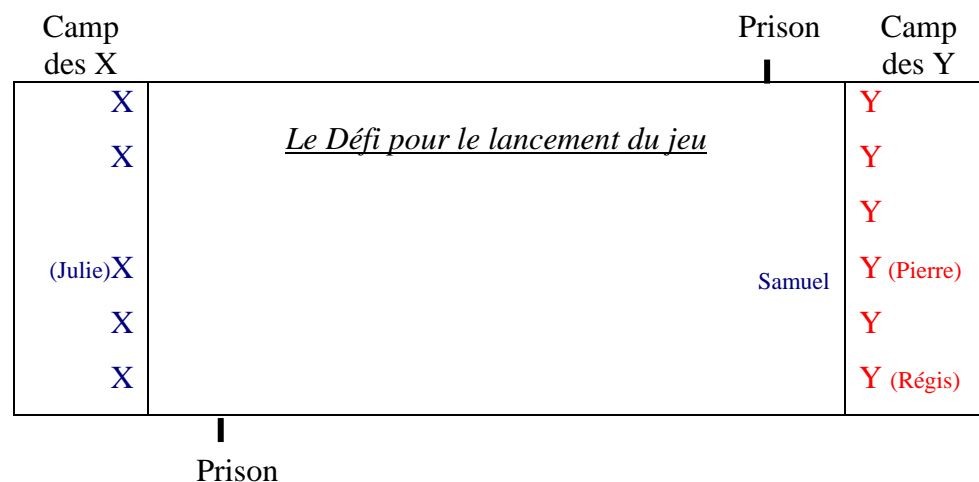 Camp
des X
Prison
Camp
des Y
X
Y
Le Défi pour le lancement du jeu
X
Y
Y
(Julie)X
Samuel
Y (Pierre)
X
Y
X
Y (Régis)
Prison